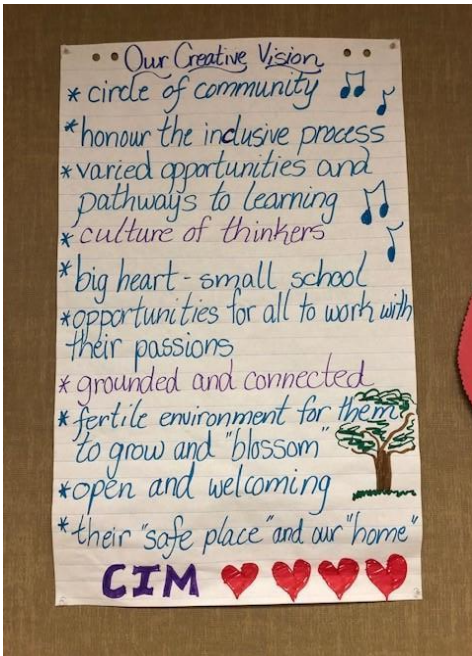 Our Creative Vision
* circle of community
* honour the inclusive process
* varied opportunities and
pathways to learning
* culture of thinkers
* big heart - small school
* opportunities for all to work with
their passions
* grounded and connected
* fertile environment for them
to grow and "blossom"
* open and welcoming
* their "safe place" and our "home"
CIM